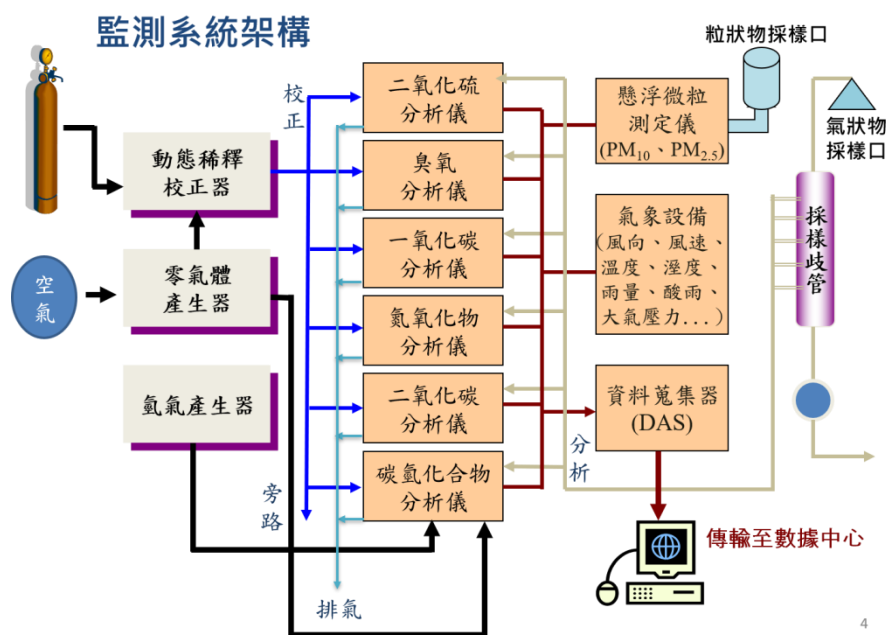 監測系統架構
粒狀物採樣口
氣狀物
採樣口
校正
二氧化硫
分析儀
懸浮微粒
測定儀
(PM₁₀、PM₂.₅)
動態稀釋
校正器
臭氧
分析儀
採樣歧管
空氣
零氣體
產生器
一氧化碳
分析儀
氣象設備
(風向、風速、
溫度、溼度、
雨量、酸雨、
大氣壓力...)
氮氧化物
分析儀
氫氣產生器
二氧化碳
分析儀
資料蒐集器
(DAS)
分析
碳氫化合物
分析儀
旁路
傳輸至數據中心
排氣
4